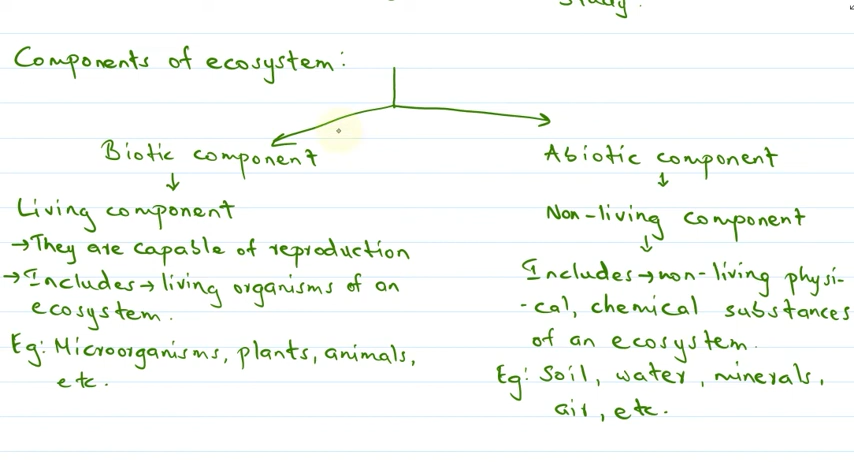 study.
Components of ecosystem:
Biotic component
↓
Living component
→They are capable of reproduction
→Includes→living organisms of an
ecosystem.
Eg: Microorganisms, plants, animals,
etc.
Abiotic component
↓
Non-living component
↓
Includes→non-living physi-
-cal, chemical substances
of an ecosystem.
Eg: Soil, water, minerals,
air, etc.